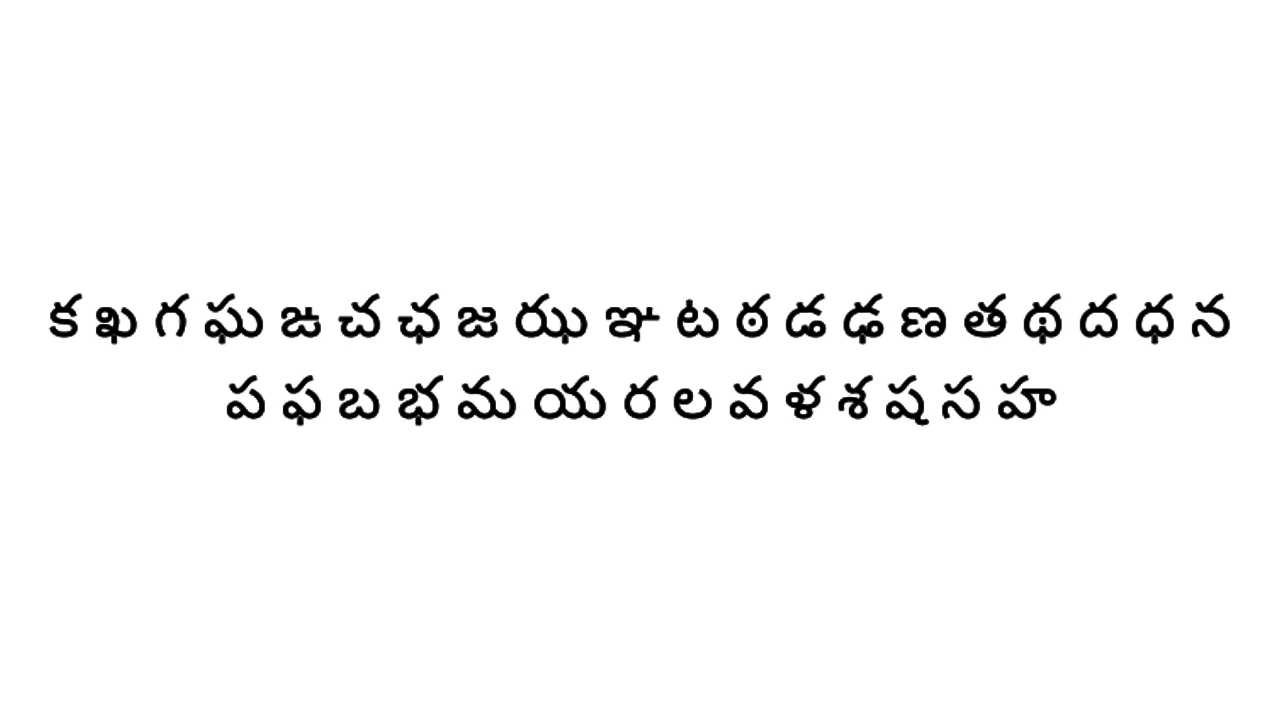 క ఖ గ ఘ ఙ చ ఛ జ ఝ ఞ ట ఠ డ ఢ ణ త థ ద ధ న
ప ఫ బ భ మ య ర ల వ ళ శ ష స హ